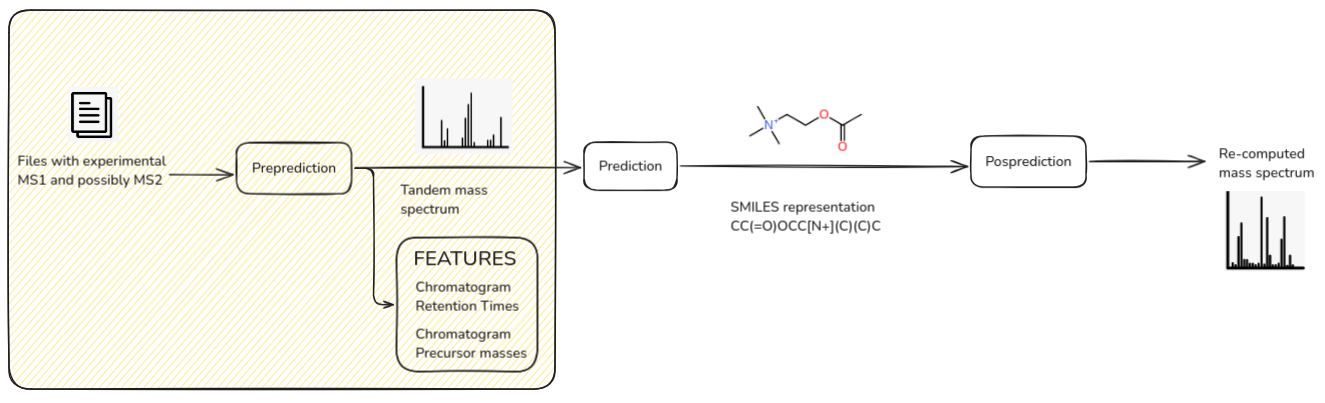 Files with experimental
MS1 and possibly MS2
Preprediction
Tandem mass
spectrum
FEATURES
Chromatogram
Retention Times
Chromatogram
Precursor masses
Prediction
N+
O
O
SMILES representation
CC(=O)OCC[N+](C)(C)C
Posprediction
Re-computed
mass spectrum